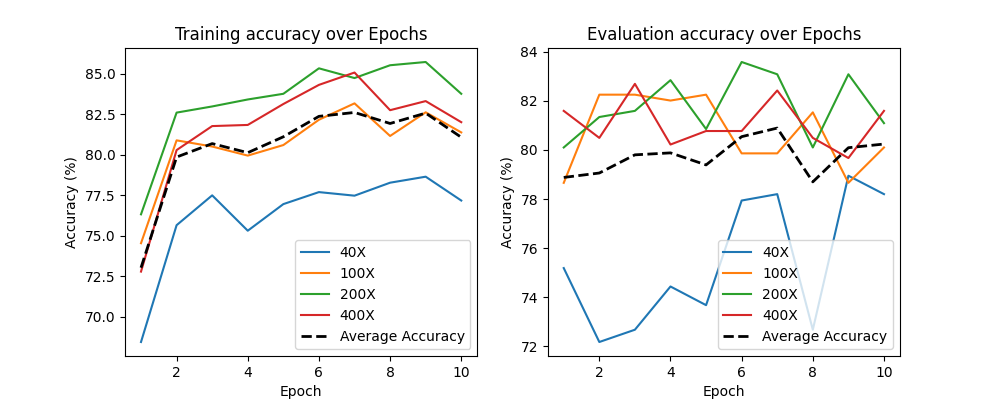 Training accuracy over Epochs
Accuracy (%)
85.0
82.5
80.0
77.5
75.0
72.5
70.0
2
4
6
8
10
Epoch
40X
100X
200X
400X
Average Accuracy
Evaluation accuracy over Epochs
Accuracy (%)
84
82
80
78
76
74
72
2
4
6
8
10
Epoch
40X
100X
200X
400X
Average Accuracy